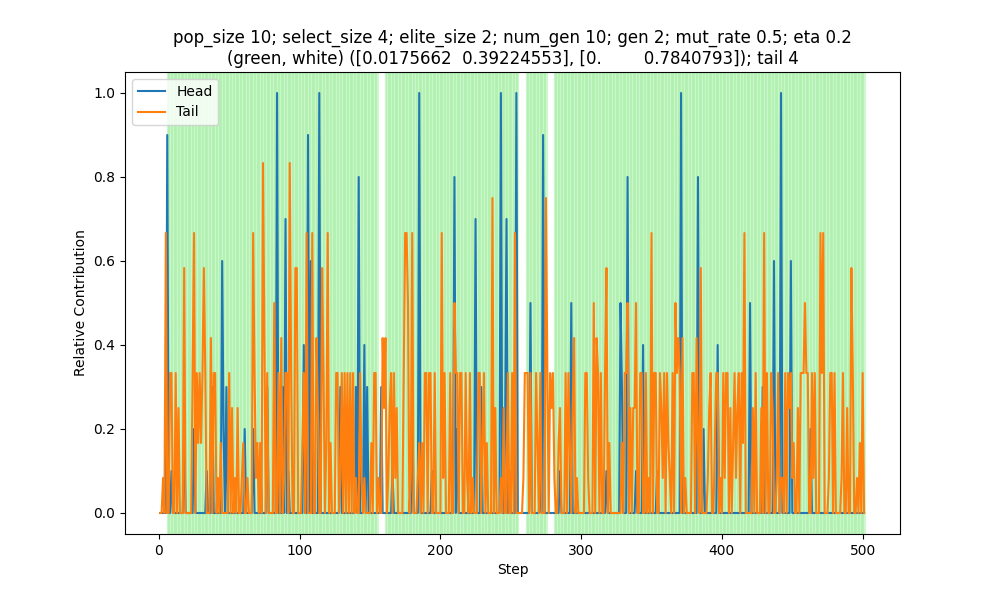 pop_size 10; select_size 4; elite_size 2; num_gen 10; gen 2; mut_rate 0.5; eta 0.2
(green, white) ([0.0175662  0.39224553], [0.        0.7840793]); tail 4
Head
Tail
1.0
0.8
0.6
0.4
0.2
0.0
Relative Contribution
0 100 200 300 400 500
Step